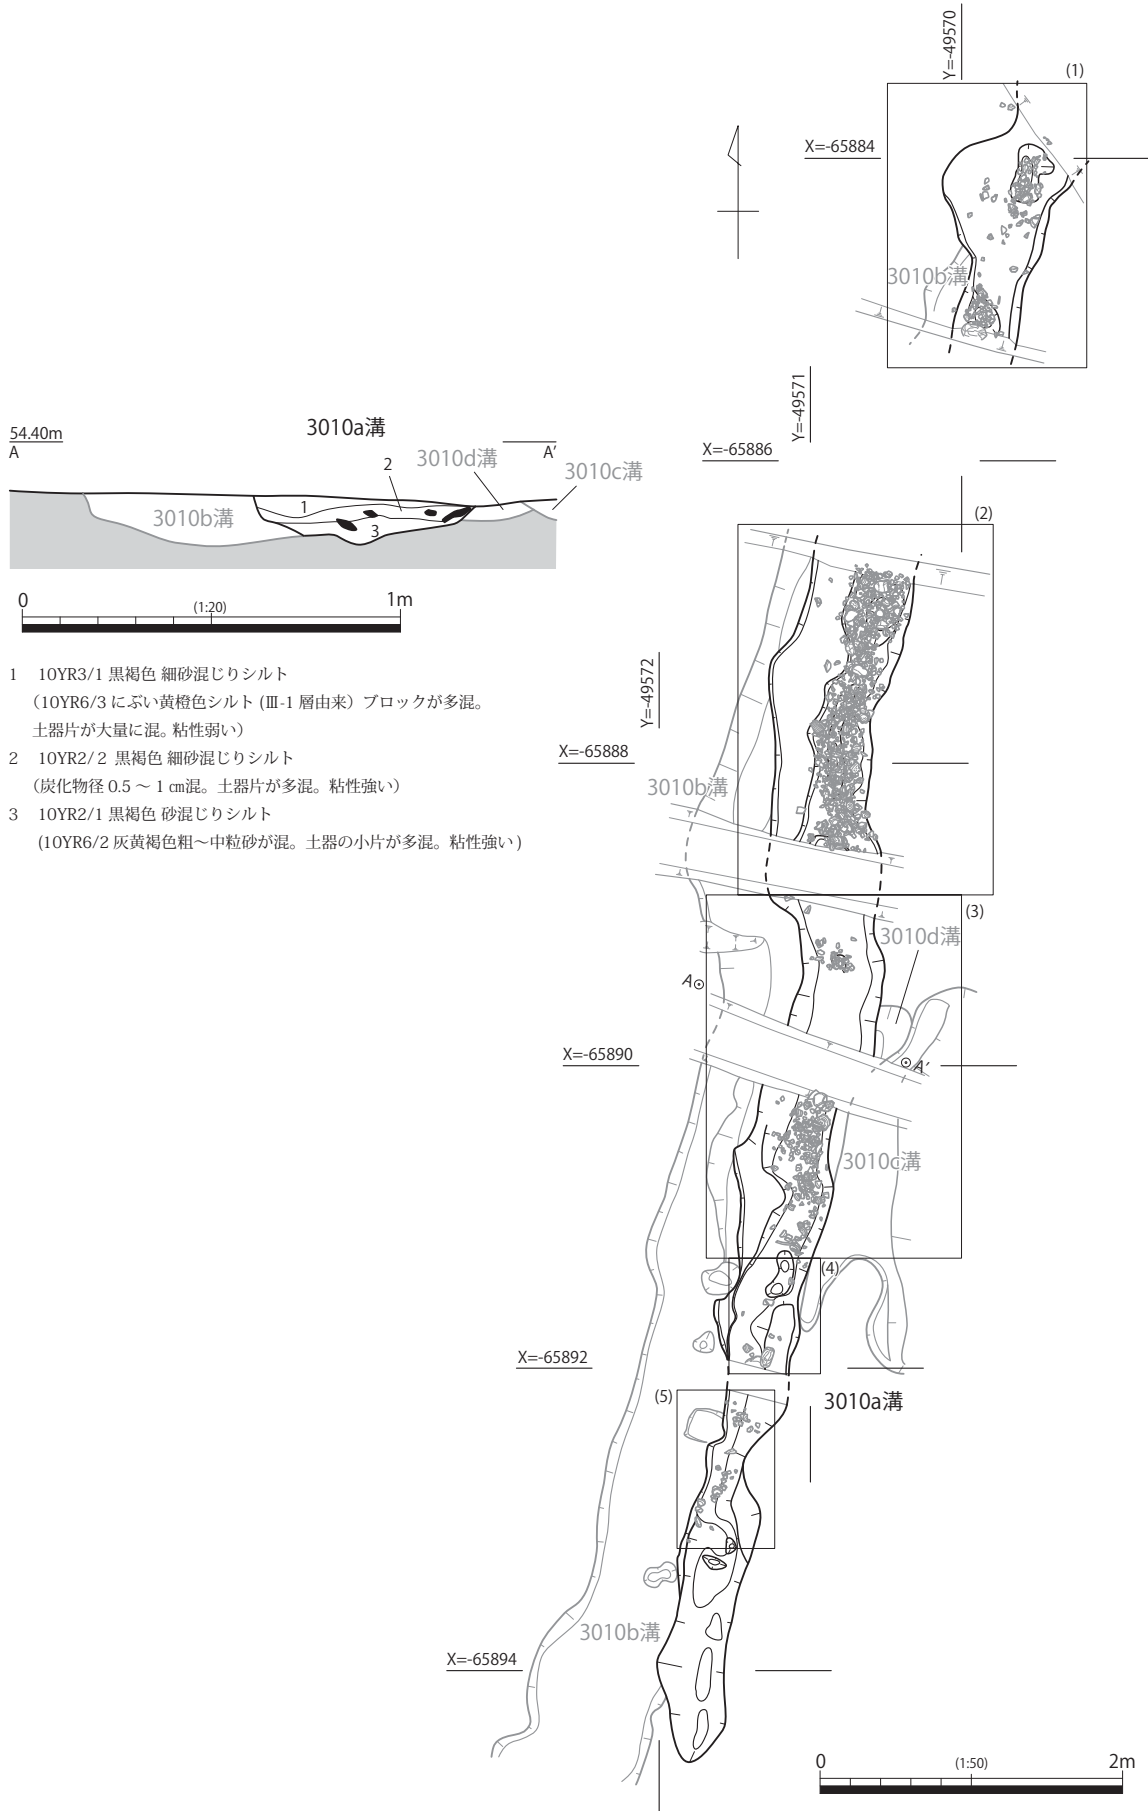 Y=-49570
(1)
X=-65884
3010b溝
Y=-49571
X=-65886
3010a溝
54.40m
A
A'
2
3010d溝
3010c溝
1
3010b溝
3
(2)
0
(1:20)
1m
1 10YR3/1 黒褐色 細砂混じりシルト
（10YR6/3 にぶい黄橙色シルト (Ⅲ-1 層由来）ブロックが多混。
土器片が大量に混。粘性弱い）
2 10YR2/ 2 黒褐色 細砂混じりシルト
（炭化物径 0.5 ～ 1 ㎝混。土器片が多混。粘性強い）
3 10YR2/1 黒褐色 砂混じりシルト
(10YR6/2 灰黄褐色粗～中粒砂が混。土器の小片が多混。粘性強い )
Y=-49572
X=-65888
3010b溝
(3)
3010d溝
A
X=-65890
A'
3010c溝
(4)
X=-65892
(5)
3010a溝
3010b溝
X=-65894
0
(1:50)
2m